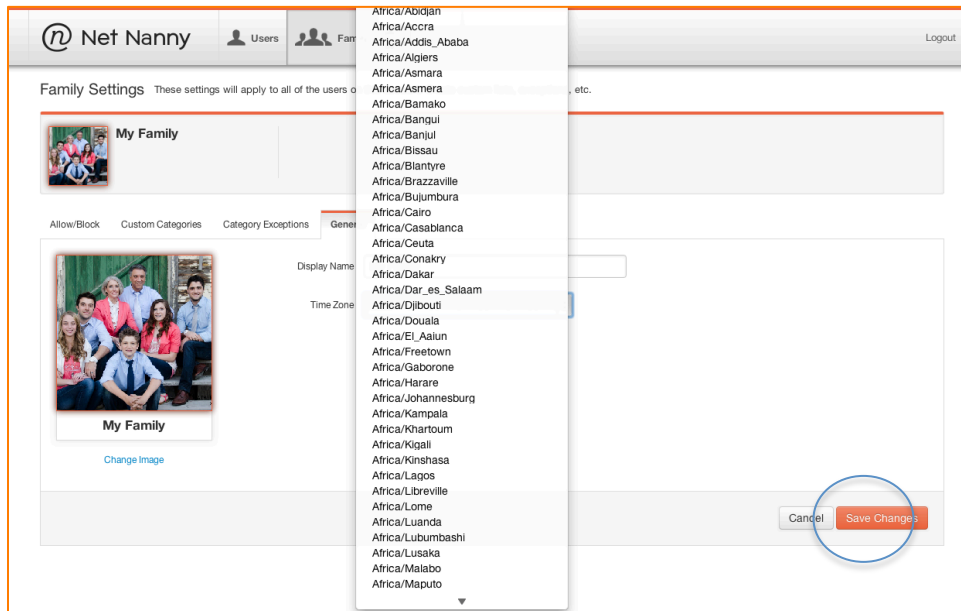 Net Nanny
Users
Fam
Logout
Family Settings These settings will apply to all of the users o
, etc.
My Family
Allow/Block
Custom Categories
Category Exceptions
Gener
Display Name
Time Zone
My Family
Change Image
Cancel
Save Changes
Africa/Abidjan
Africa/Accra
Africa/Addis_Ababa
Africa/Algiers
Africa/Asmara
Africa/Asmera
Africa/Bamako
Africa/Bangui
Africa/Banjul
Africa/Bissau
Africa/Blantyre
Africa/Brazzaville
Africa/Bujumbura
Africa/Cairo
Africa/Casablanca
Africa/Ceuta
Africa/Conakry
Africa/Dakar
Africa/Dar_es_Salaam
Africa/Djibouti
Africa/Douala
Africa/El_Aaiun
Africa/Freetown
Africa/Gaborone
Africa/Harare
Africa/Johannesburg
Africa/Kampala
Africa/Khartoum
Africa/Kigali
Africa/Kinshasa
Africa/Lagos
Africa/Libreville
Africa/Lome
Africa/Luanda
Africa/Lubumbashi
Africa/Lusaka
Africa/Malabo
Africa/Maputo